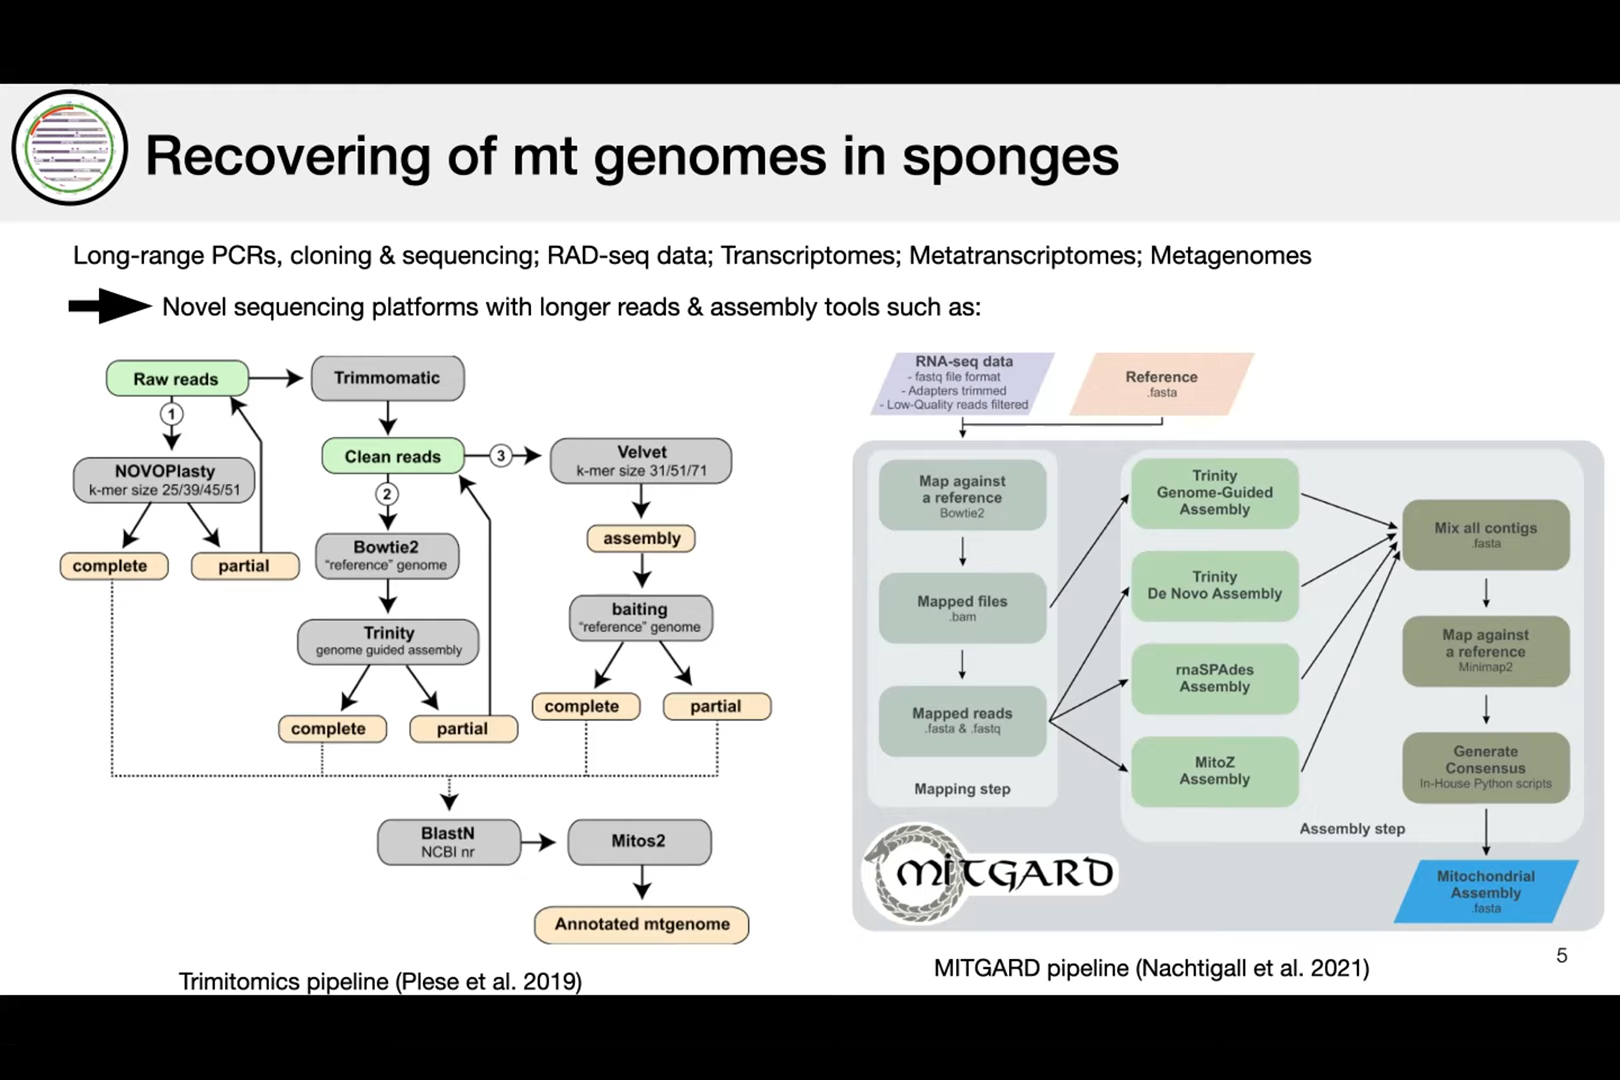 Recovering of mt genomes in sponges
Long-range PCRs, cloning & sequencing; RAD-seq data; Transcriptomes; Metatranscriptomes; Metagenomes
Novel sequencing platforms with longer reads & assembly tools such as:
Raw reads
Trimmomatic
1
NOVOPlasty
k-mer size 25/39/45/51
complete
partial
Clean reads
3
Velvet
k-mer size 31/51/71
2
Bowtie2
“reference” genome
assembly
Trinity
genome guided assembly
baiting
“reference” genome
complete
partial
complete
partial
BlastN
NCBI nr
Mitos2
Annotated mtgenome
Trimitomics pipeline (Plese et al. 2019)
RNA-seq data
- fastq file format
- Adapters trimmed
- Low-Quality reads filtered
Reference
.fasta
Map against
a reference
Bowtie2
Mapped files
.bam
Mapped reads
.fasta & .fastq
Mapping step
Trinity
Genome-Guided
Assembly
Trinity
De Novo Assembly
rnaSPAdes
Assembly
MitoZ
Assembly
Mix all contigs
.fasta
Map against
a reference
Minimap2
Generate
Consensus
In-House Python scripts
Assembly step
MITGARD
Mitochondrial
Assembly
.fasta
MITGARD pipeline (Nachtigall et al. 2021)
5